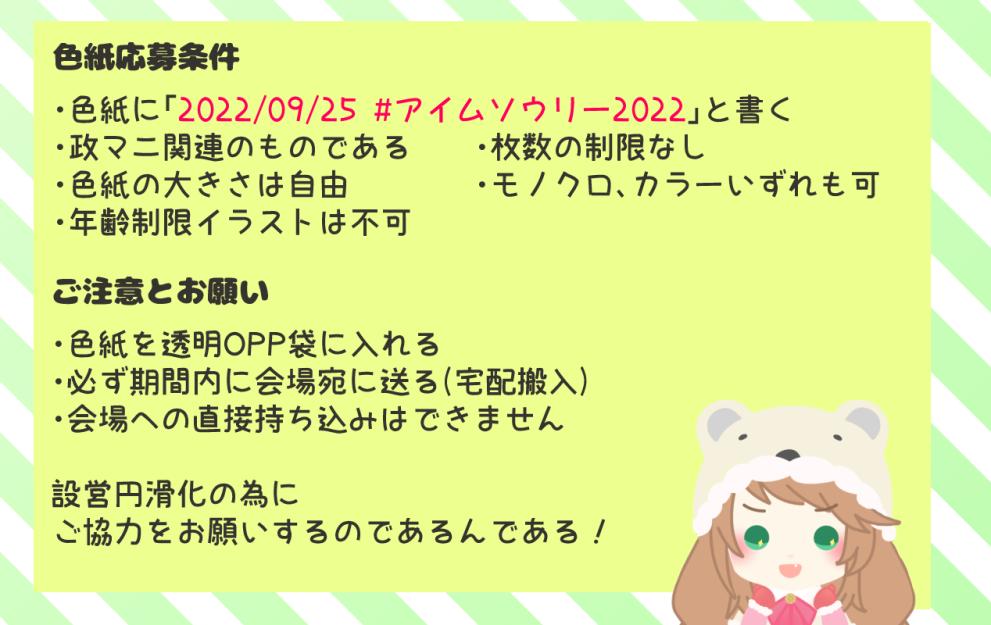 色紙応募条件
・色紙に「2022/09/25 #アイムソウリー2022」と書く
・政マニ関連のものである ・枚数の制限なし
・色紙の大きさは自由 ・モノクロ、カラーいずれも可
・年齢制限イラストは不可
ご注意とお願い
・色紙を透明OPP袋に入れる
・必ず期間内に会場宛に送る(宅配搬入)
・会場への直接持ち込みはできません
設営円滑化の為に
ご協力をお願いするのであるんである！